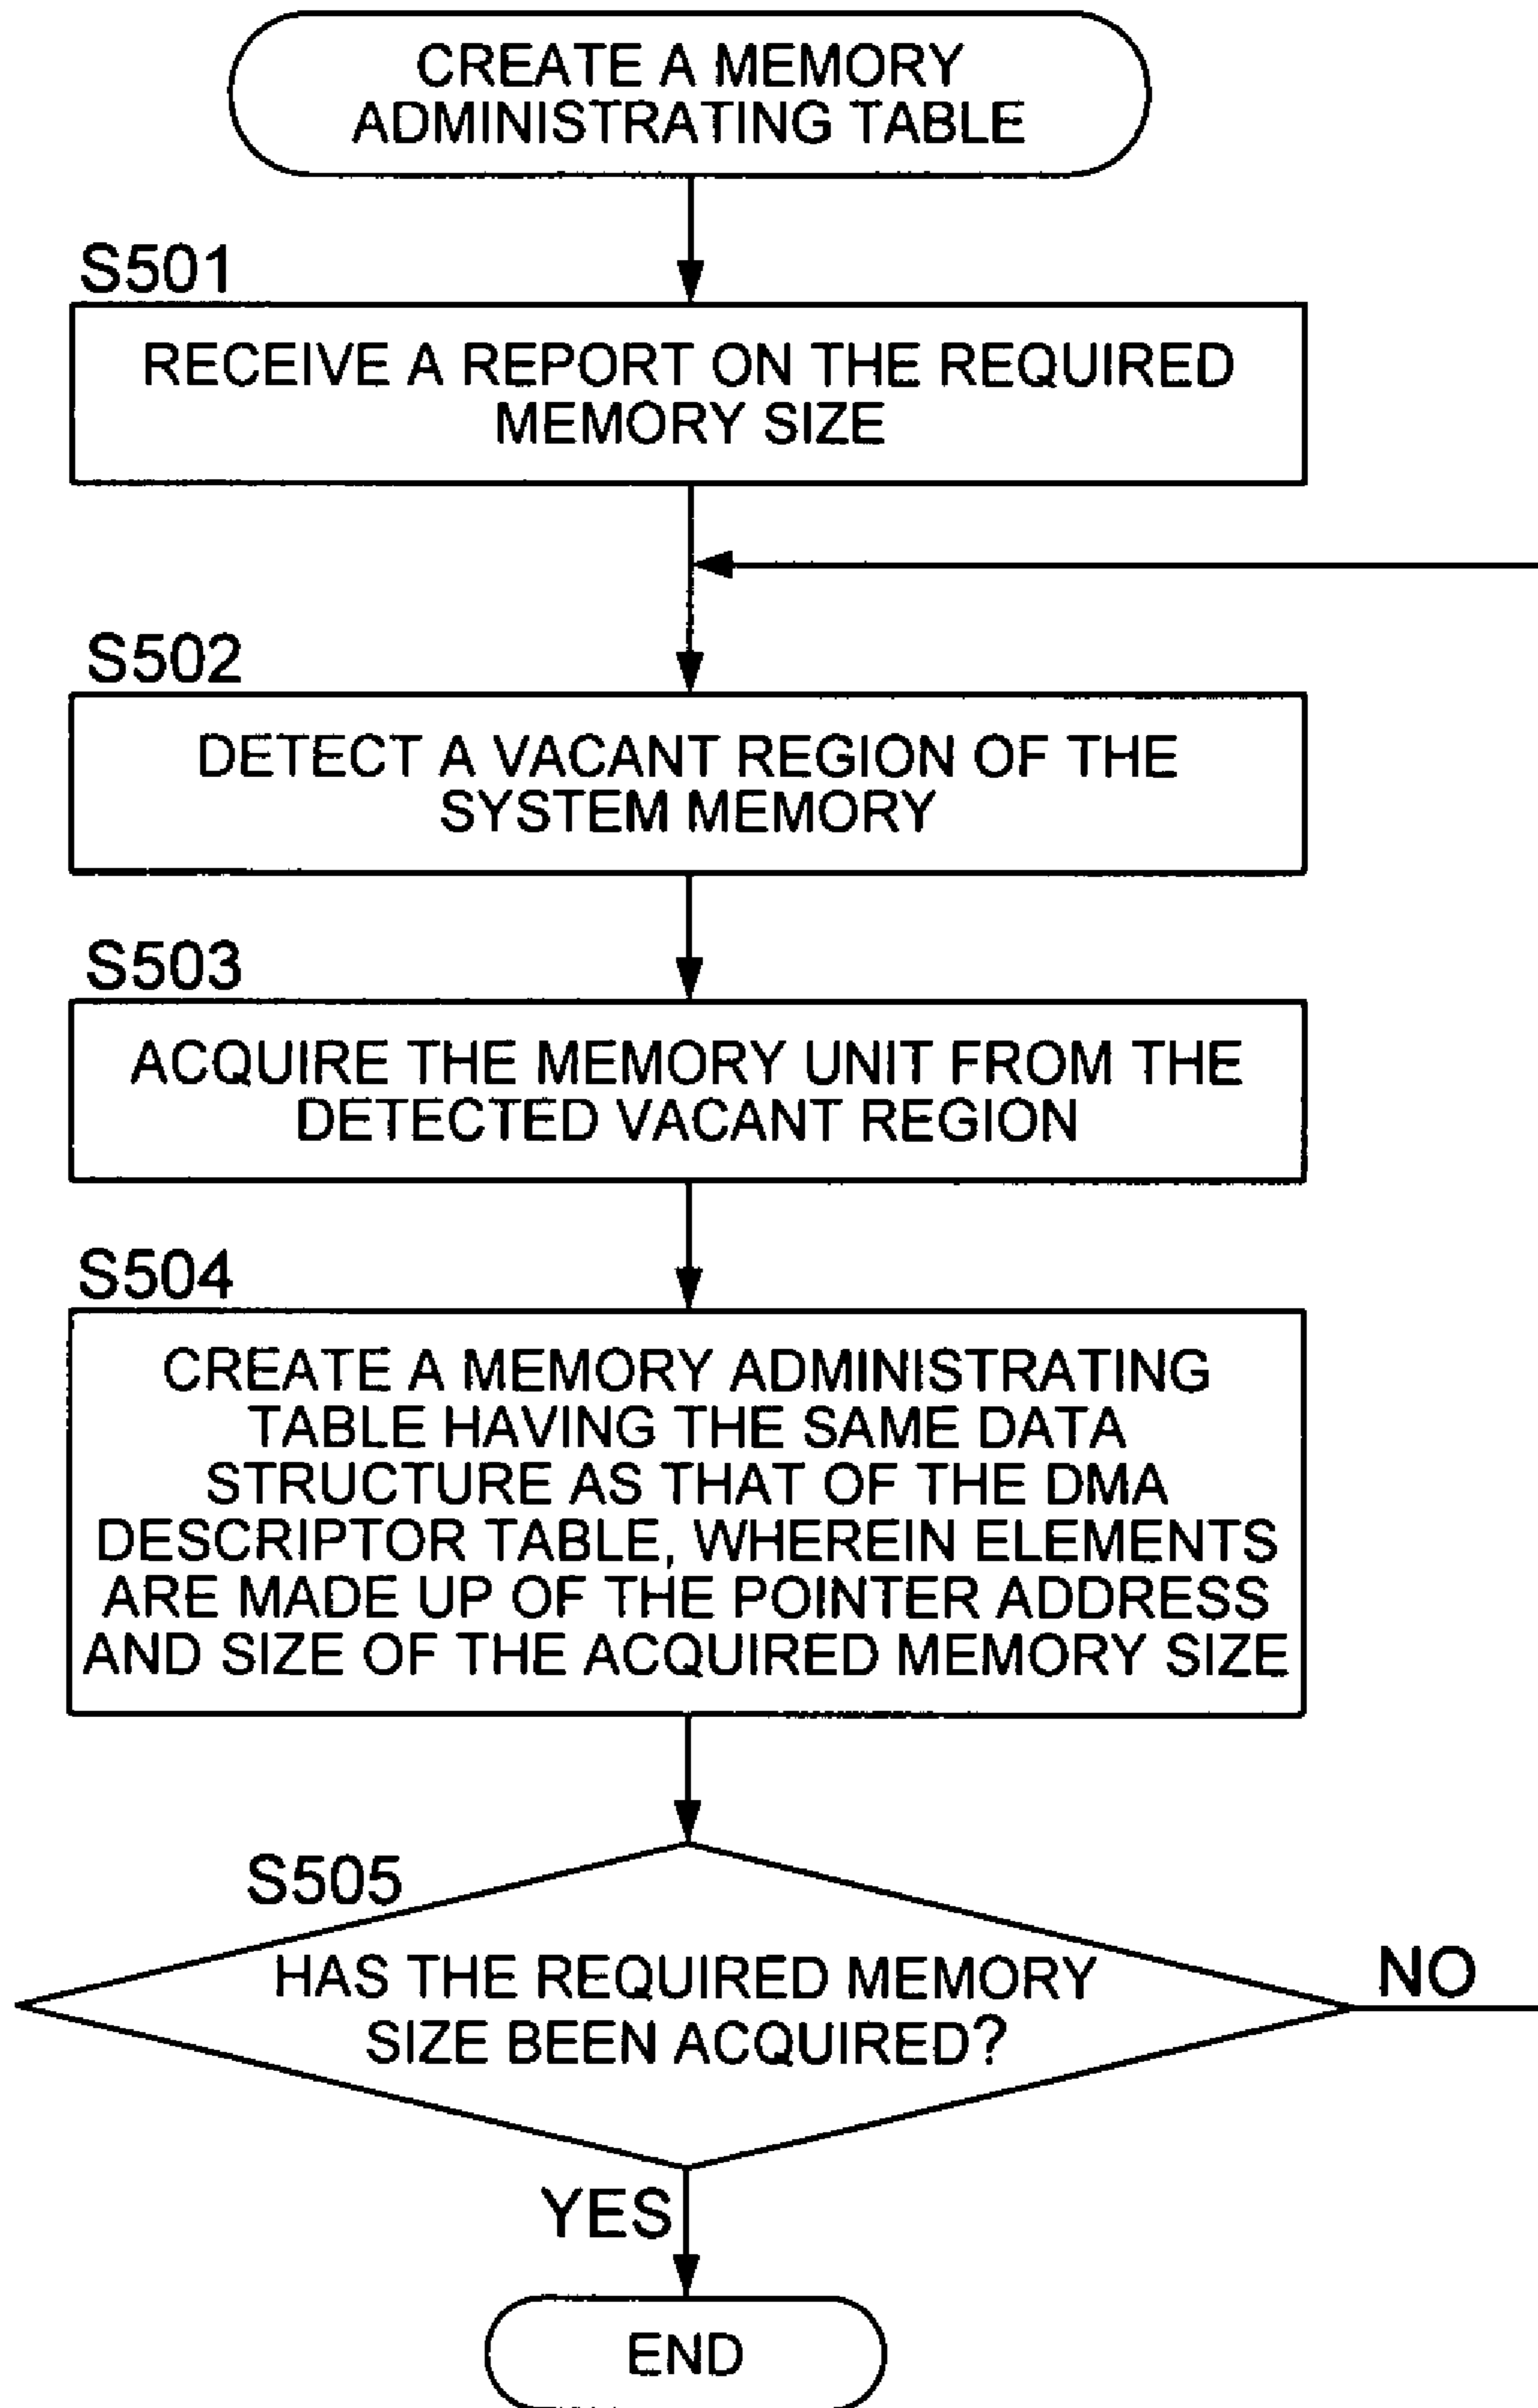 CREATE A MEMORY
ADMINISTRATING TABLE
S501
RECEIVE A REPORT ON THE REQUIRED
MEMORY SIZE
S502
DETECT A VACANT REGION OF THE
SYSTEM MEMORY
S503
ACQUIRE THE MEMORY UNIT FROM THE
DETECTED VACANT REGION
S504
CREATE A MEMORY ADMINISTRATING
TABLE HAVING THE SAME DATA
STRUCTURE AS THAT OF THE DMA
DESCRIPTOR TABLE, WHEREIN ELEMENTS
ARE MADE UP OF THE POINTER ADDRESS
AND SIZE OF THE ACQUIRED MEMORY SIZE
S505
HAS THE REQUIRED MEMORY
SIZE BEEN ACQUIRED?
NO
YES
END